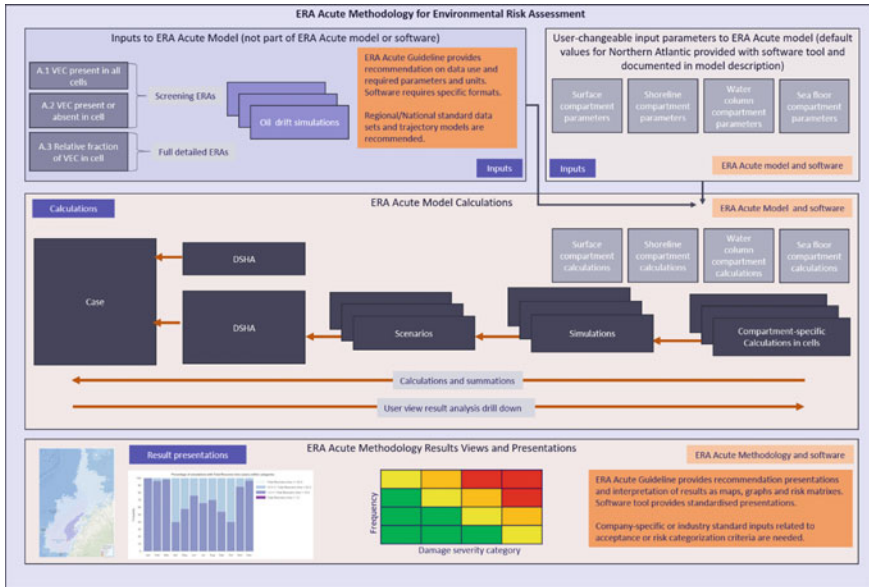 ERA Acute Methodology for Environmental Risk Assessment
Inputs to ERA Acute Model (not part of ERA Acute model or software)
A.1 VEC present in all
cells
A.2 VEC present or
absent in cell
A.3 Relative fraction
of VEC in cell
Screening ERAs
Full detailed ERAs
Oil drift simulations
ERA Acute Guideline provides
recommendation on data use and
required parameters and units.
Software requires specific formats.
Regional/National standard data
sets and trajectory models are
recommended.
Inputs
User-changeable input parameters to ERA Acute model (default
values for Northern Atlantic provided with software tool and
documented in model description)
Surface
compartment
parameters
Shoreline
compartment
parameters
Water
column
compartment
parameters
Sea floor
compartment
parameters
Inputs
ERA Acute model and software
Calculations
ERA Acute Model Calculations
ERA Acute Model and software
Surface
compartment
calculations
Shoreline
compartment
calculations
Water
column
compartment
calculations
Sea floor
compartment
calculations
Case
DSHA
DSHA
Scenarios
Simulations
Compartment-specific
Calculations in cells
Calculations and summations
User view result analysis drill down
ERA Acute Methodology Results Views and Presentations
Result presentations
ERA Acute Methodology and software
Frequency
Damage severity category
ERA Acute Guideline provides recommendation presentations
and interpretation of results as maps, graphs and risk matrixes.
Software tool provides standardised presentations.
Company-specific or industry standard inputs related to
acceptance or risk categorization criteria are needed.